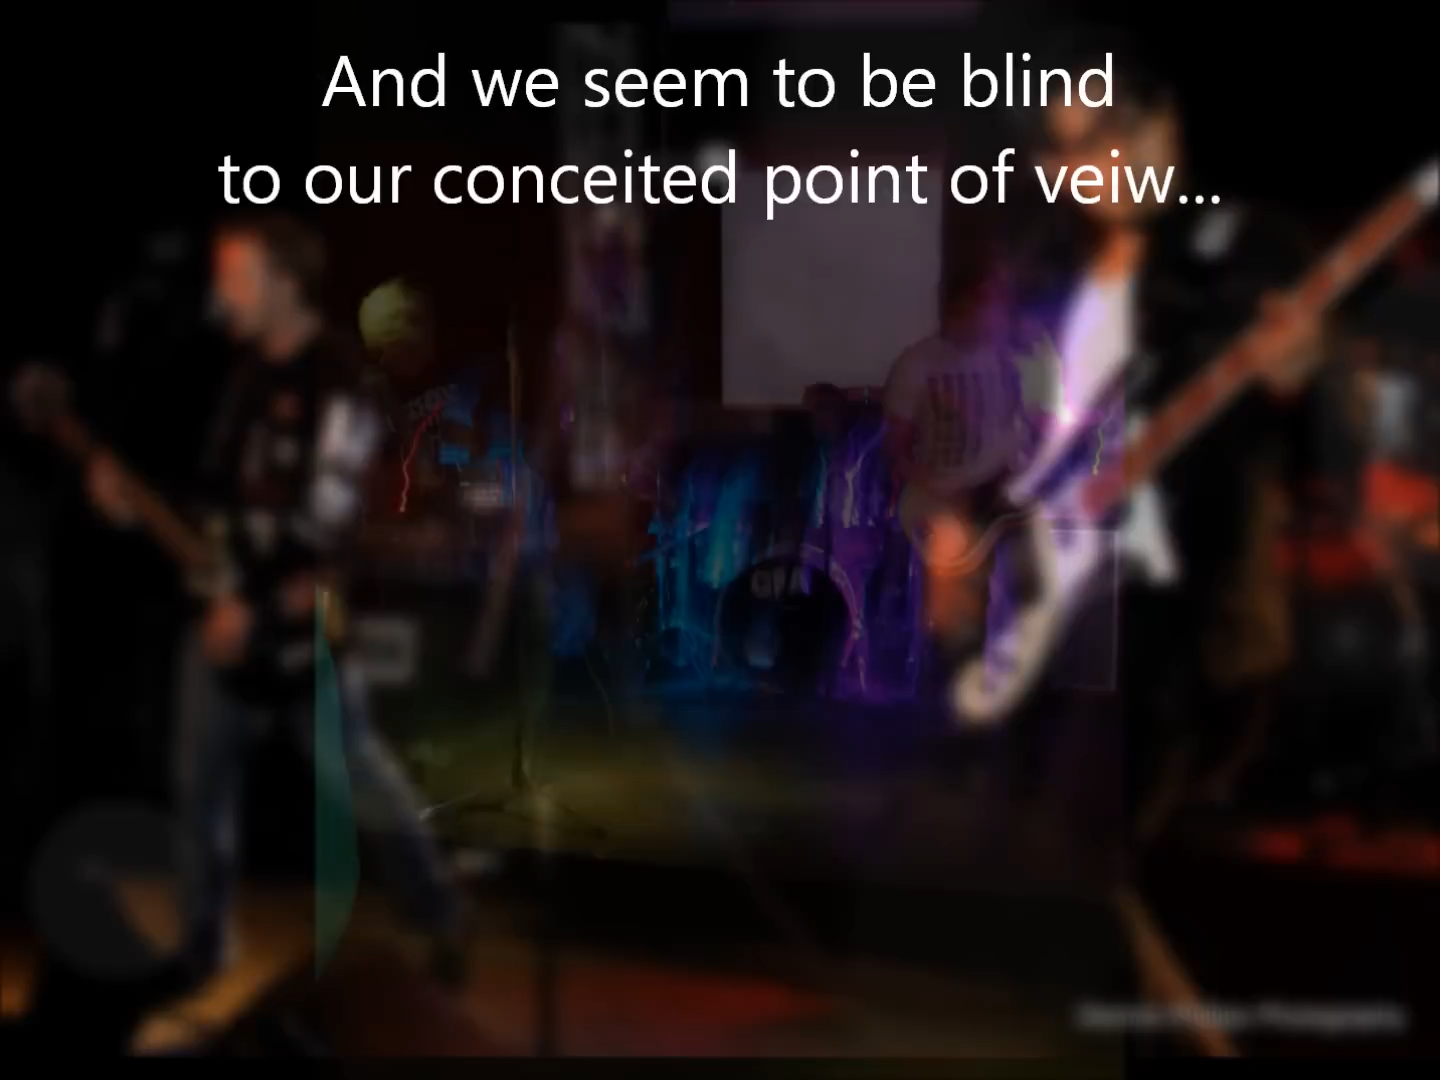 And we seem to be blind
to our conceited point of veiw...